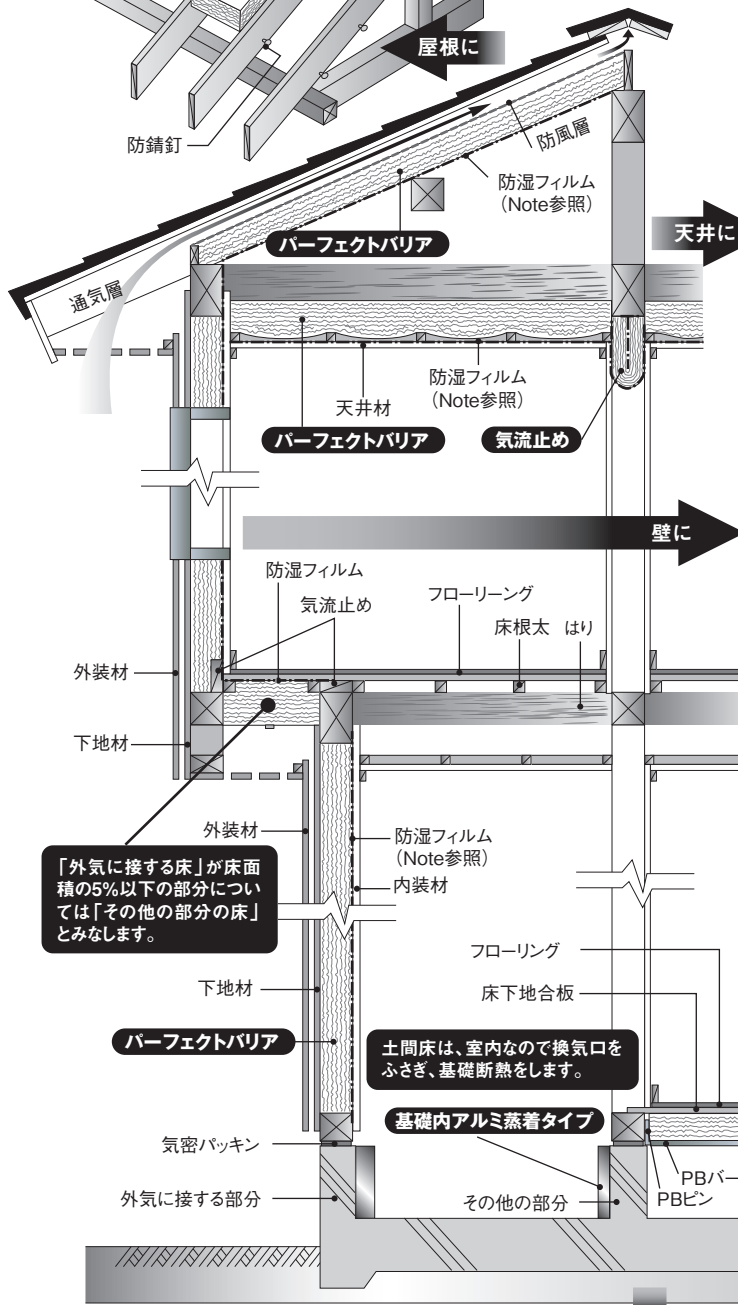 屋根に
防錆釘
防風層
防湿フィルム
（Note参照）
天井に
パーフェクトバリア
通気層
防湿フィルム
（Note参照）
天井材
パーフェクトバリア
気流止め
壁に
防湿フィルム
気流止め
フローリーング
床根太
はり
外装材
下地材
外装材
防湿フィルム
（Note参照）
内装材
「外気に接する床」が床面
積の5%以下の部分につい
ては「その他の部分の床」
とみなします。
フローリング
下地材
床下地合板
パーフェクトバリア
土間床は、室内なので換気口を
ふさぎ、基礎断熱をします。
基礎内アルミ蒸着タイプ
気密パッキン
外気に接する部分
その他の部分
PBバー
PBピン